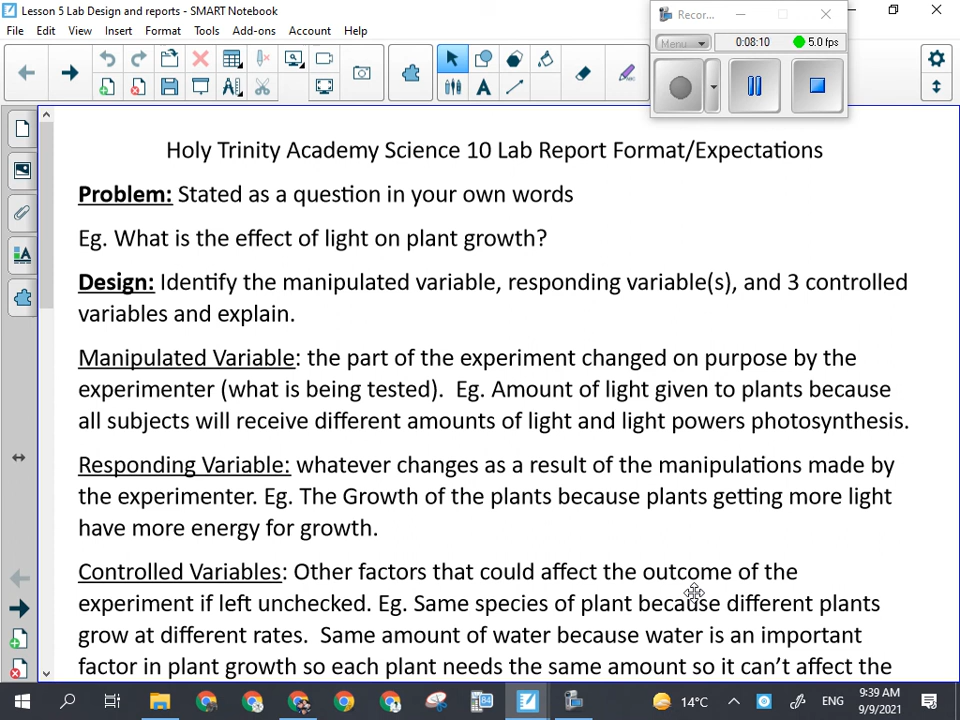 Lesson 5 Lab Design and reports - SMART Notebook
Recor...
File Edit View Insert Format Tools Add-ons Account Help
Menu 0:08:10 5.0 fps
Holy Trinity Academy Science 10 Lab Report Format/Expectations
Problem: Stated as a question in your own words
Eg. What is the effect of light on plant growth?
Design: Identify the manipulated variable, responding variable(s), and 3 controlled
variables and explain.
Manipulated Variable: the part of the experiment changed on purpose by the
experimenter (what is being tested).  Eg. Amount of light given to plants because
all subjects will receive different amounts of light and light powers photosynthesis.
Responding Variable: whatever changes as a result of the manipulations made by
the experimenter. Eg. The Growth of the plants because plants getting more light
have more energy for growth.
Controlled Variables: Other factors that could affect the outcome of the
experiment if left unchecked. Eg. Same species of plant because different plants
grow at different rates.  Same amount of water because water is an important
factor in plant growth so each plant needs the same amount so it can't affect the
14°C ENG 9:39 AM
9/9/2021